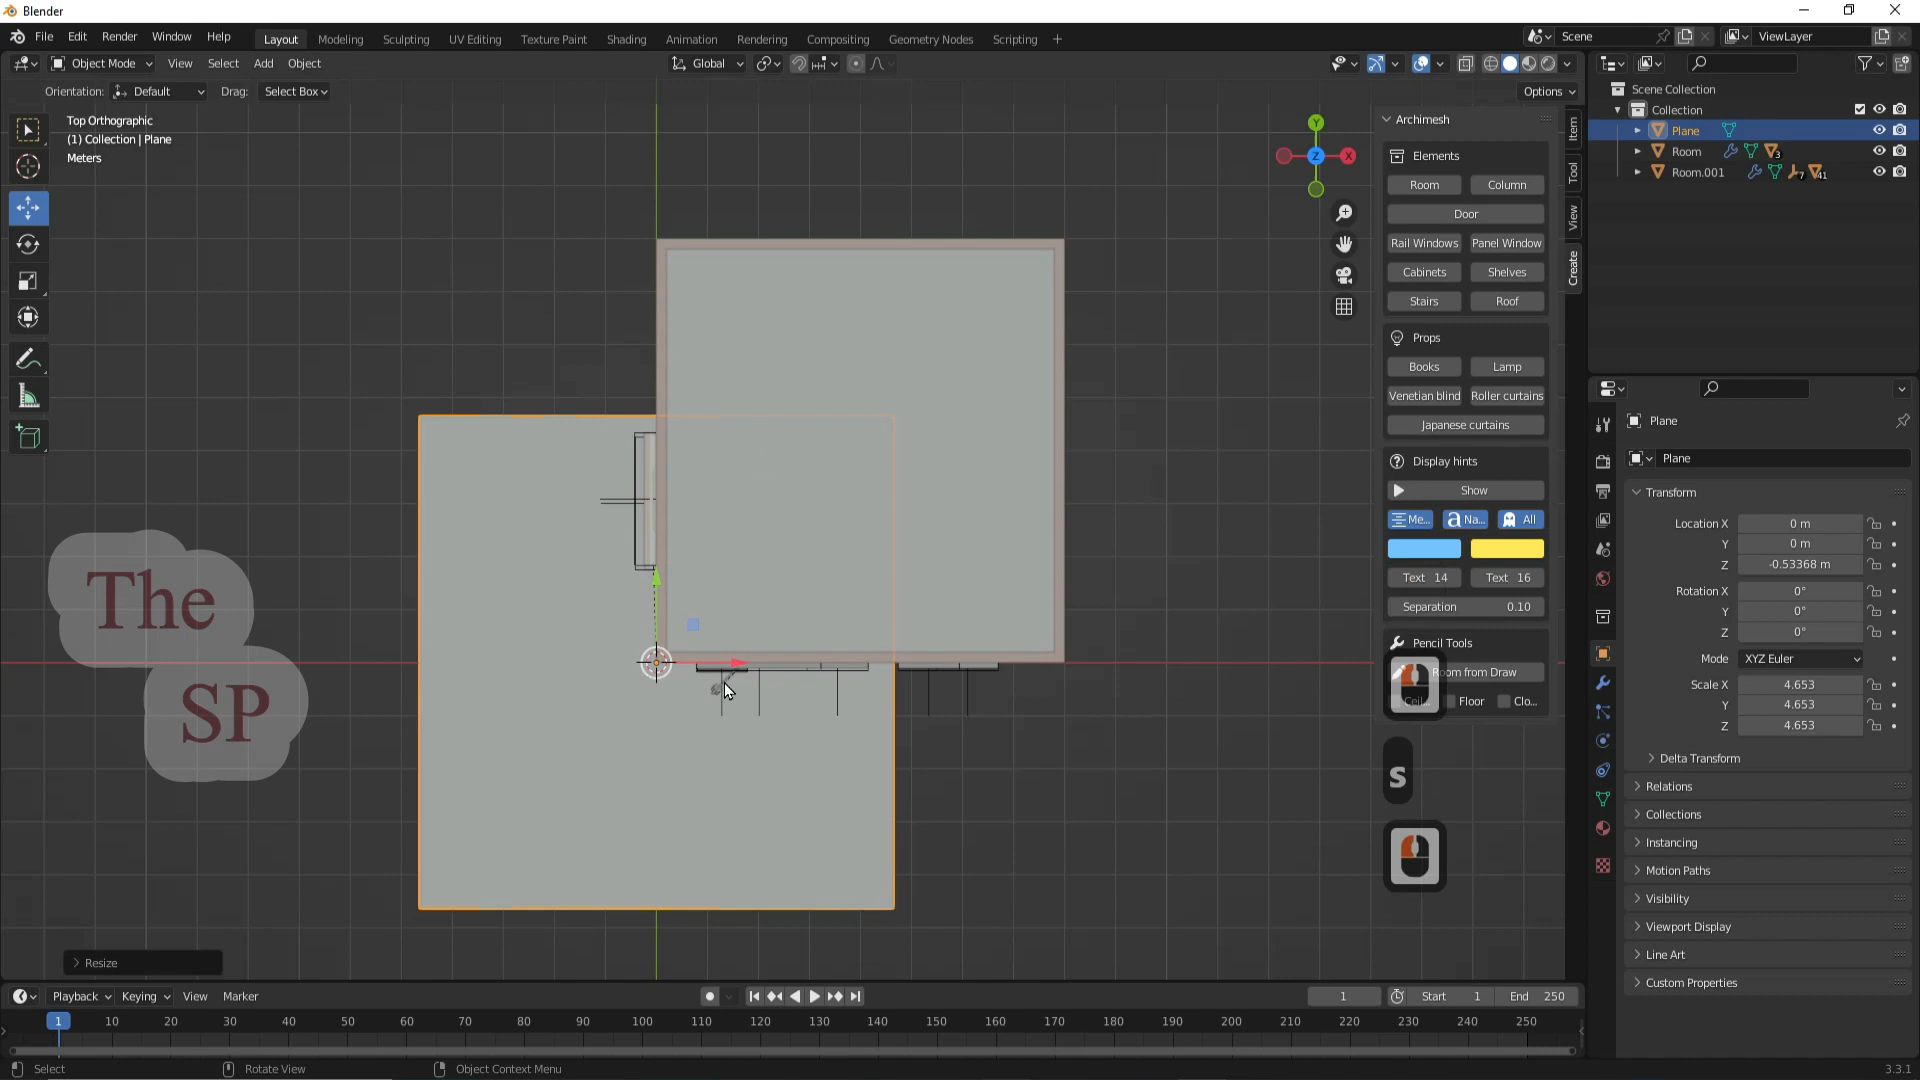 Blender
File Edit Render Window Help
Layout Modeling Sculpting UV Editing Texture Paint Shading Animation Rendering Compositing Geometry Nodes Scripting +
Scene
ViewLayer
Object Mode View Select Add Object
Global
Orientation: Default Drag: Select Box
Options
Top Orthographic
(1) Collection | Plane
Meters
Y
Z
X
Item
Tool
View
Create
Archimesh
Elements
Room Column
Door
Rail Windows Panel Window
Cabinets Shelves
Stairs Roof
Props
Books Lamp
Venetian blind Roller curtains
Japanese curtains
Display hints
Show
Me... Na... All
Text 14 Text 16
Separation 0.10
Pencil Tools
Room from Draw
Ceil... Floor Clo...
S
The
SP
Resize
Scene Collection
Collection
Plane
Room 3
Room.001 7 41
Plane
Plane
Transform
Location X 0 m
Y 0 m
Z -0.53368 m
Rotation X 0°
Y 0°
Z 0°
Mode XYZ Euler
Scale X 4.653
Y 4.653
Z 4.653
Delta Transform
Relations
Collections
Instancing
Motion Paths
Visibility
Viewport Display
Line Art
Custom Properties
Playback Keying View Marker
1 Start 1 End 250
1 10 20 30 40 50 60 70 80 90 100 110 120 130 140 150 160 170 180 190 200 210 220 230 240 250
Select Rotate View Object Context Menu
3.3.1